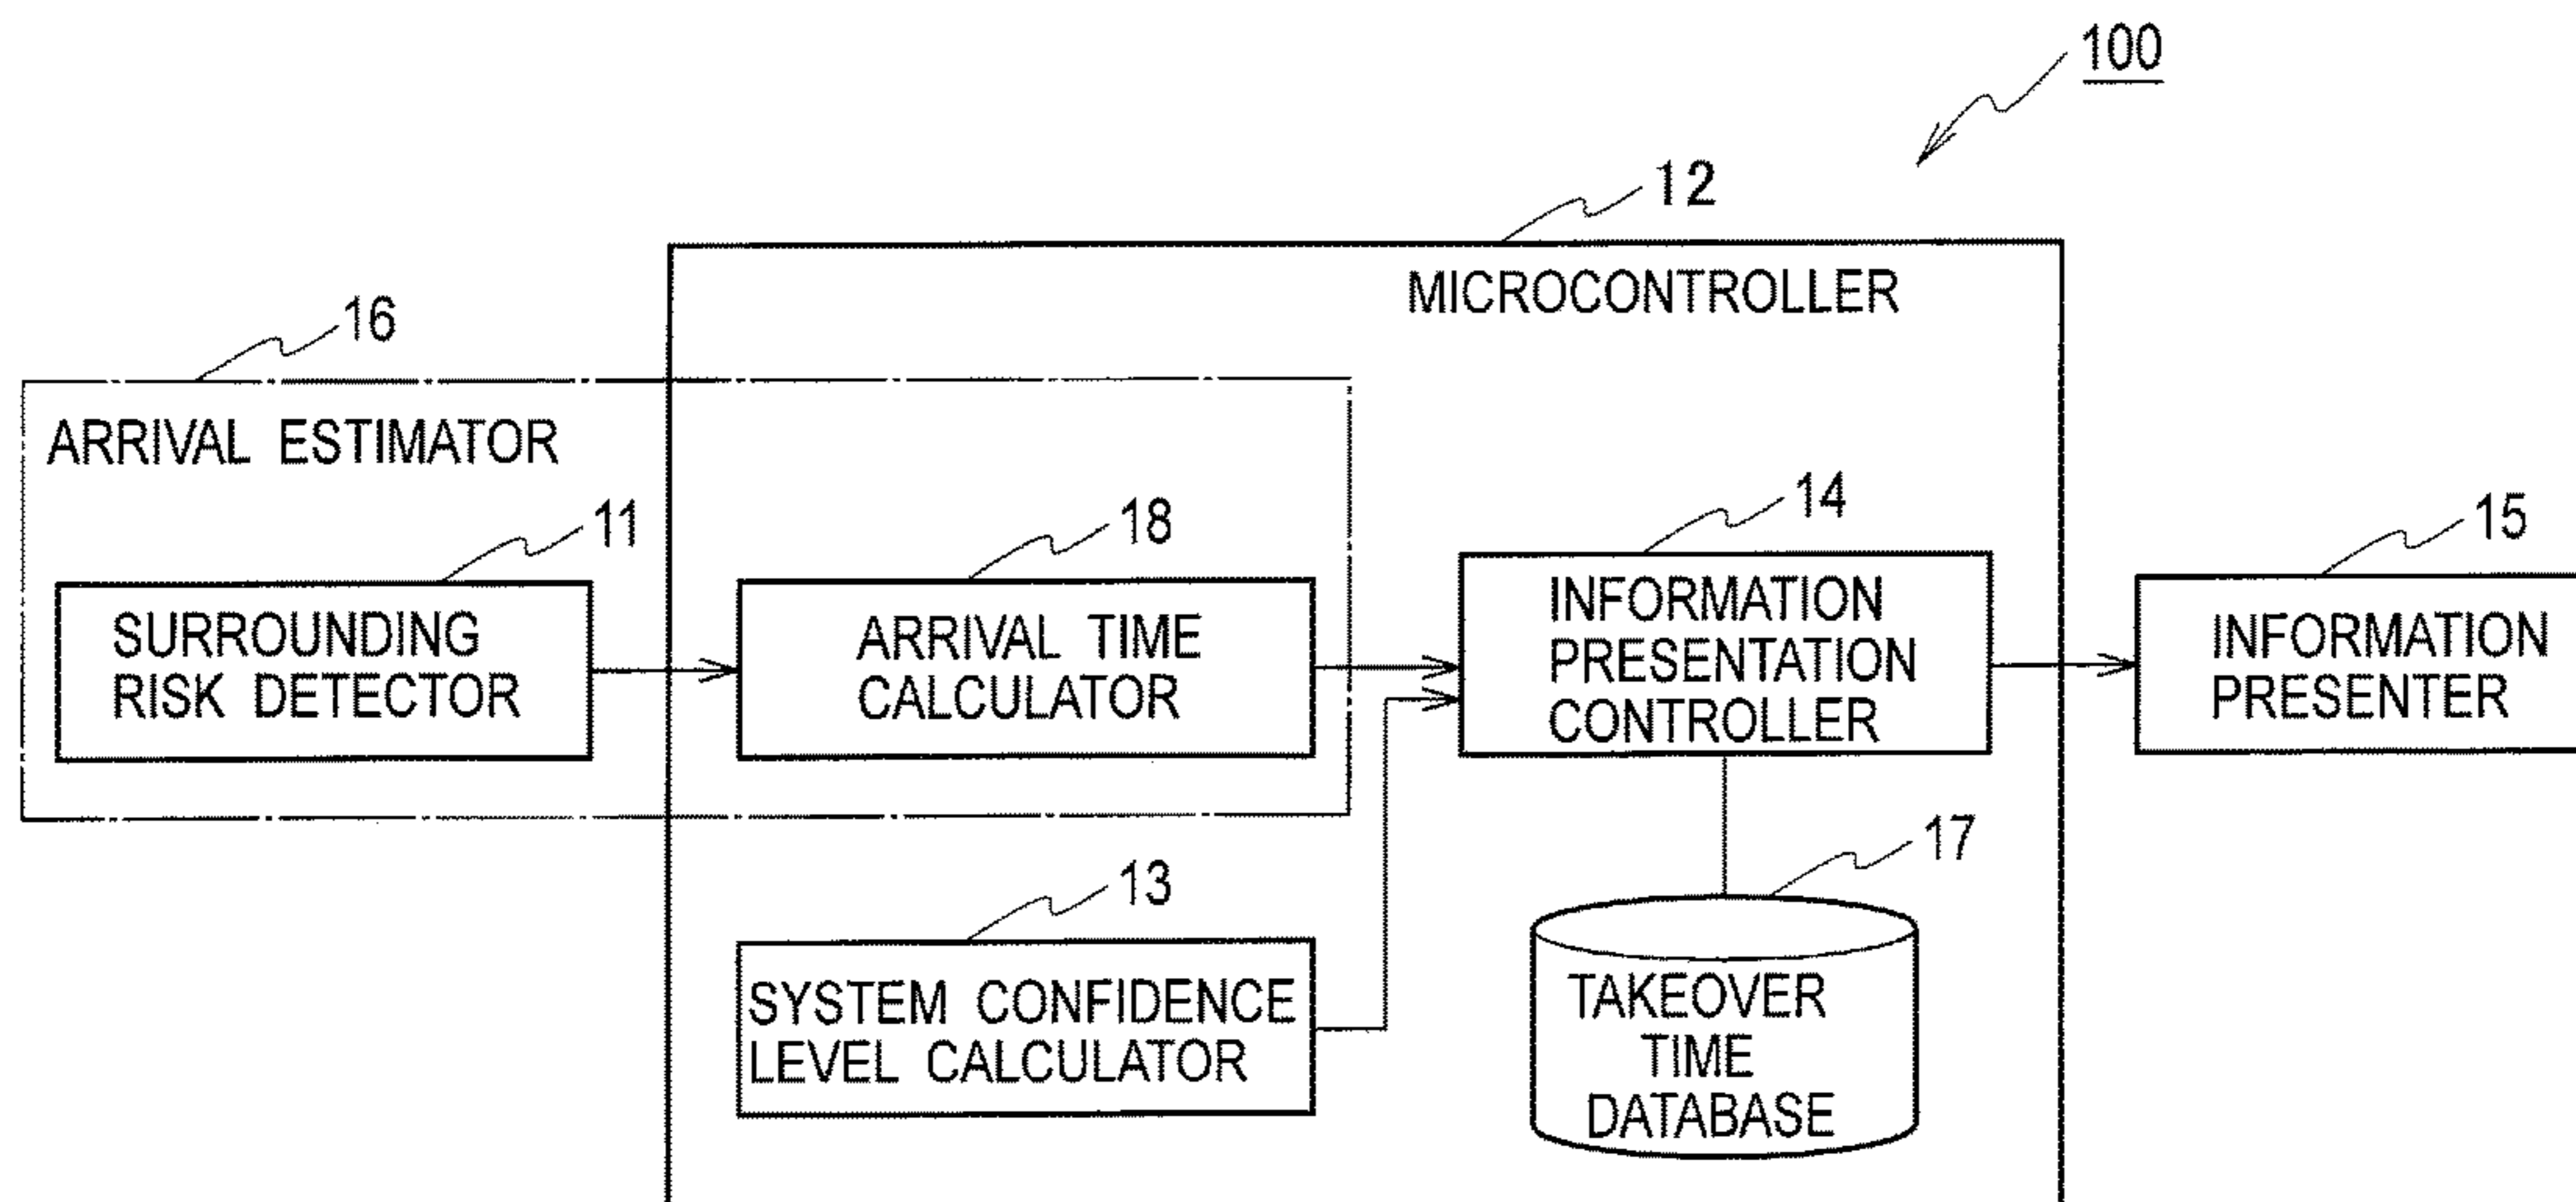 100
12
MICROCONTROLLER
16
ARRIVAL ESTIMATOR
11
SURROUNDING
RISK DETECTOR
18
ARRIVAL TIME
CALCULATOR
14
INFORMATION
PRESENTATION
CONTROLLER
15
INFORMATION
PRESENTER
13
SYSTEM CONFIDENCE
LEVEL CALCULATOR
17
TAKEOVER
TIME
DATABASE